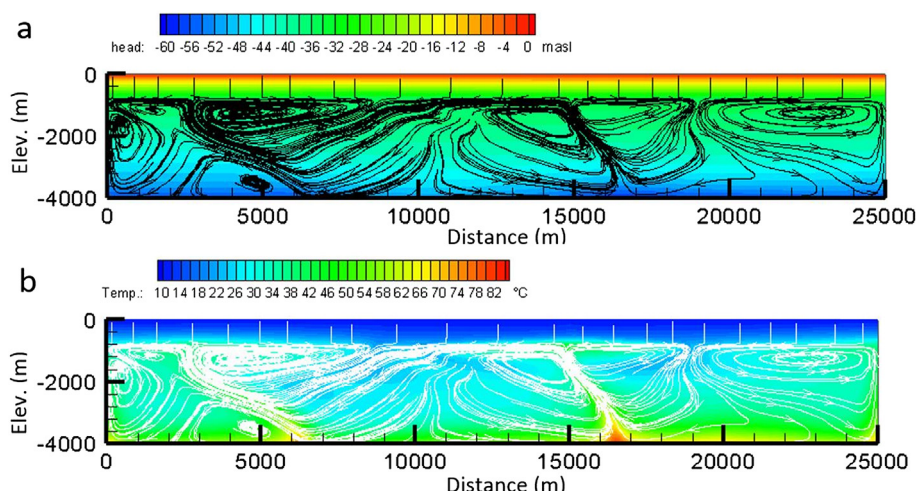 a
head: -60 -56 -52 -48 -44 -40 -36 -32 -28 -24 -20 -16 -12 -8 -4 0 masl
0
-2000
-4000
Elev. (m)
0 5000 10000 15000 20000 25000
Distance (m)
b
Temp.: 10 14 18 22 26 30 34 38 42 46 50 54 58 62 66 70 74 78 82 °C
0
-2000
-4000
Elev. (m)
0 5000 10000 15000 20000 25000
Distance (m)